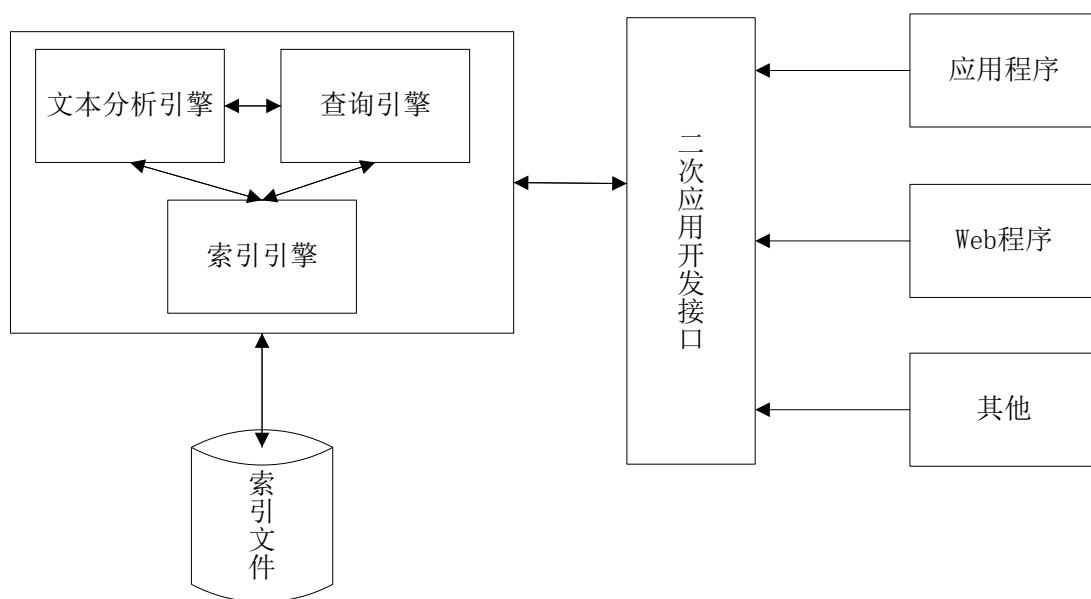 文本分析引擎
查询引擎
索引引擎
索引文件
二次应用开发接口
应用程序
Web程序
其他